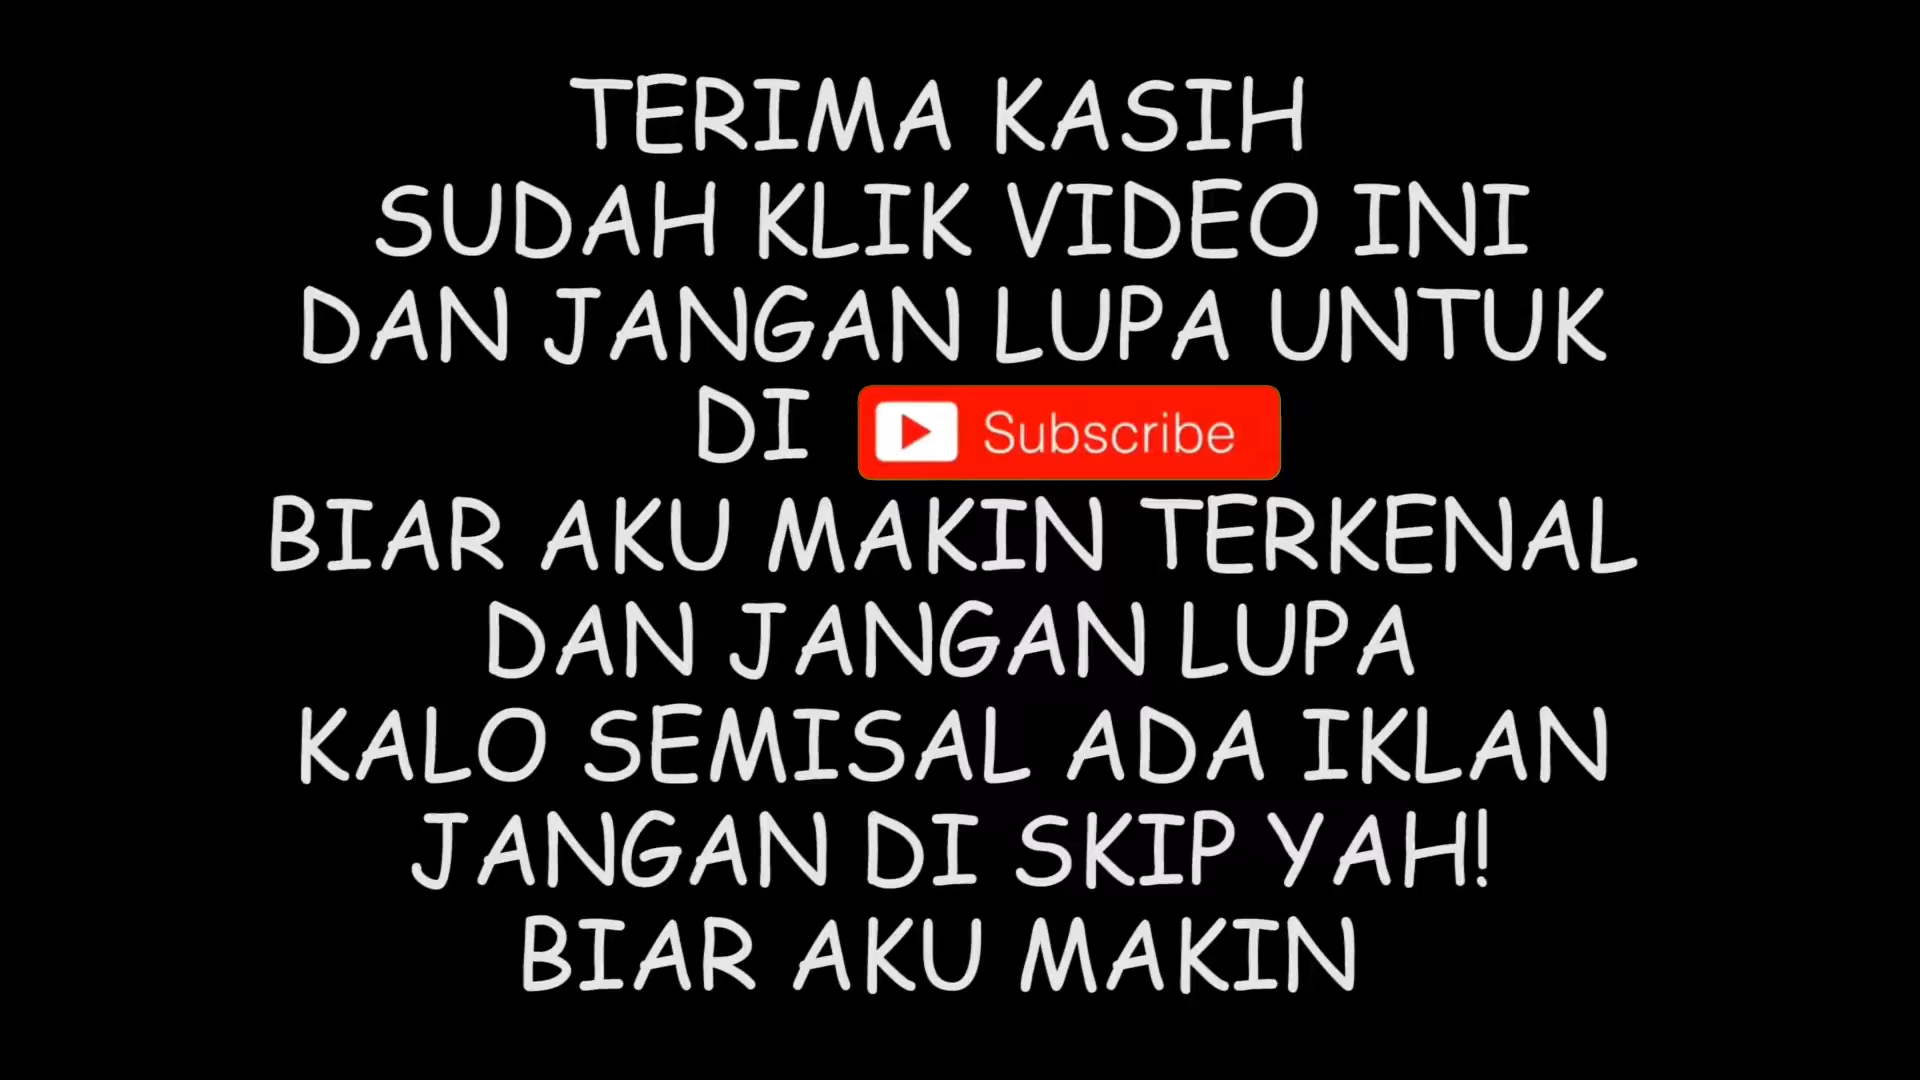 TERIMA KASIH
SUDAH KLIK VIDEO INI
DAN JANGAN LUPA UNTUK
DI Subscribe
BIAR AKU MAKIN TERKENAL
DAN JANGAN LUPA
KALO SEMISAL ADA IKLAN
JANGAN DI SKIP YAH!
BIAR AKU MAKIN